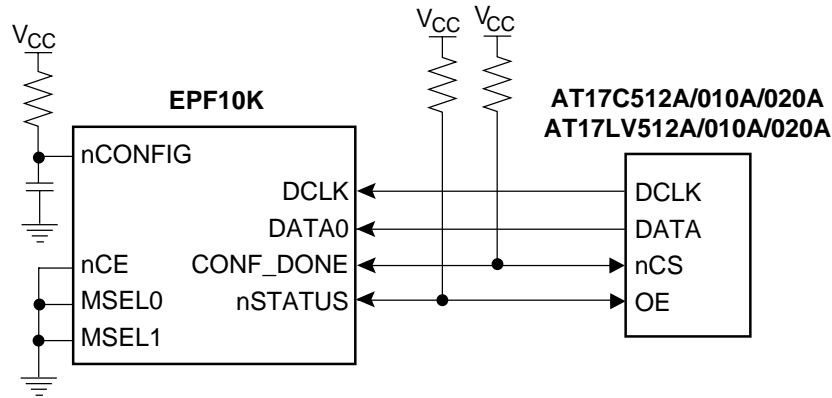 VCC
VCC
VCC
EPF10K
AT17C512A/010A/020A
AT17LV512A/010A/020A
nCONFIG
DCLK
DCLK
DATA0
DATA
nCE
CONF_DONE
nCS
MSEL0
nSTATUS
OE
MSEL1